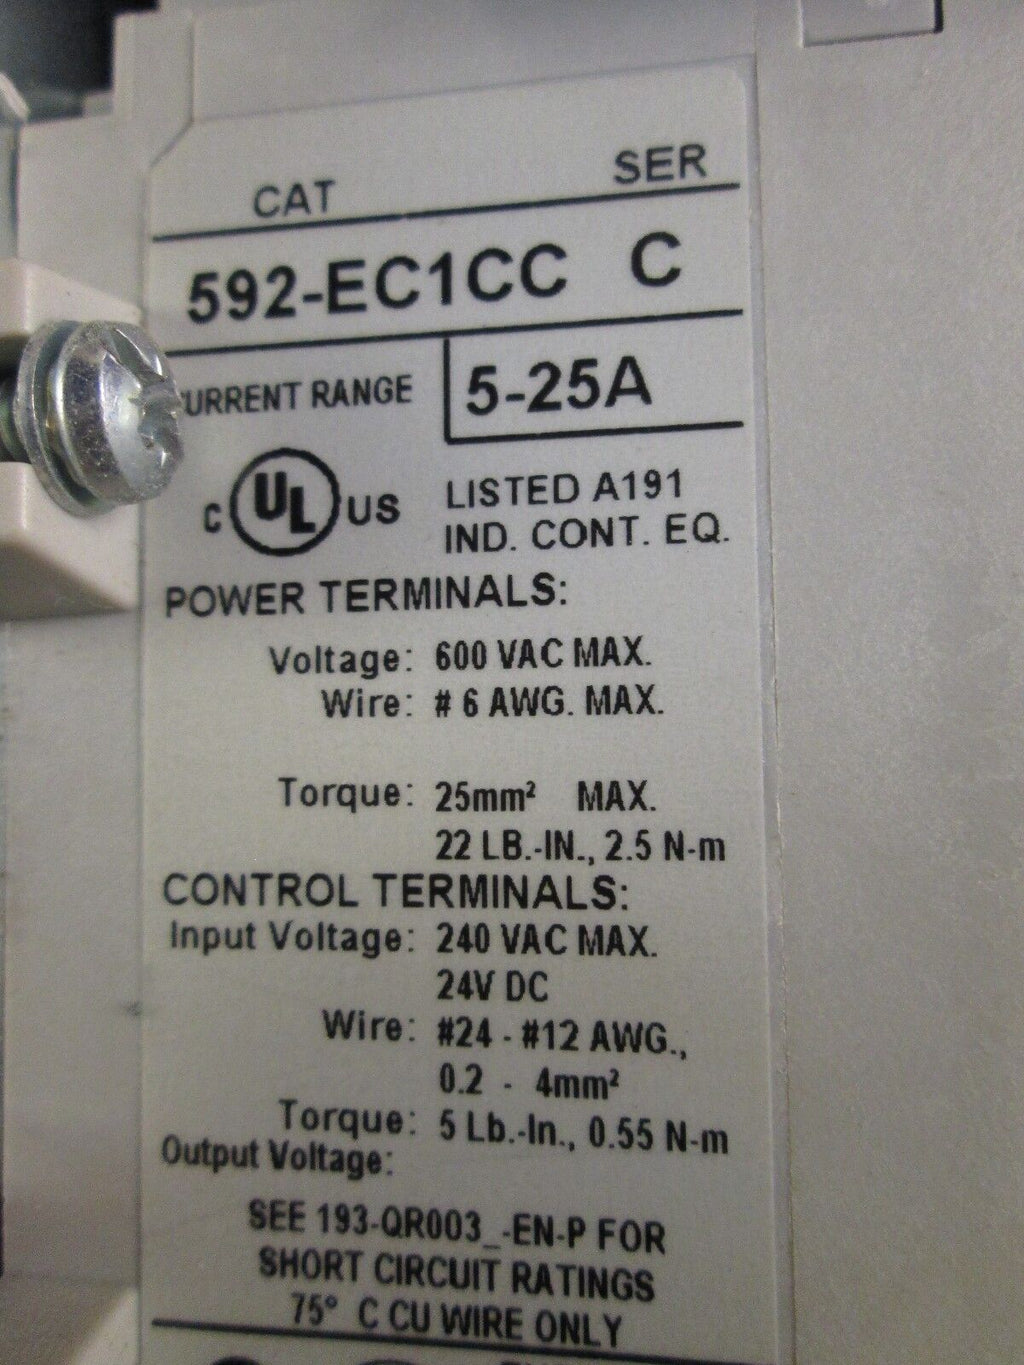 CAT SER
592-EC1CC C
CURRENT RANGE 5-25A
C UL US LISTED A191
IND. CONT. EQ.
POWER TERMINALS:
Voltage: 600 VAC MAX.
Wire: # 6 AWG. MAX.
Torque: 25mm² MAX.
22 LB.-IN., 2.5 N-m
CONTROL TERMINALS:
Input Voltage: 240 VAC MAX.
24V DC
Wire: #24 - #12 AWG.,
0.2 - 4mm²
Torque: 5 Lb.-In., 0.55 N-m
Output Voltage:
SEE 193-QR003_-EN-P FOR
SHORT CIRCUIT RATINGS
75° C CU WIRE ONLY